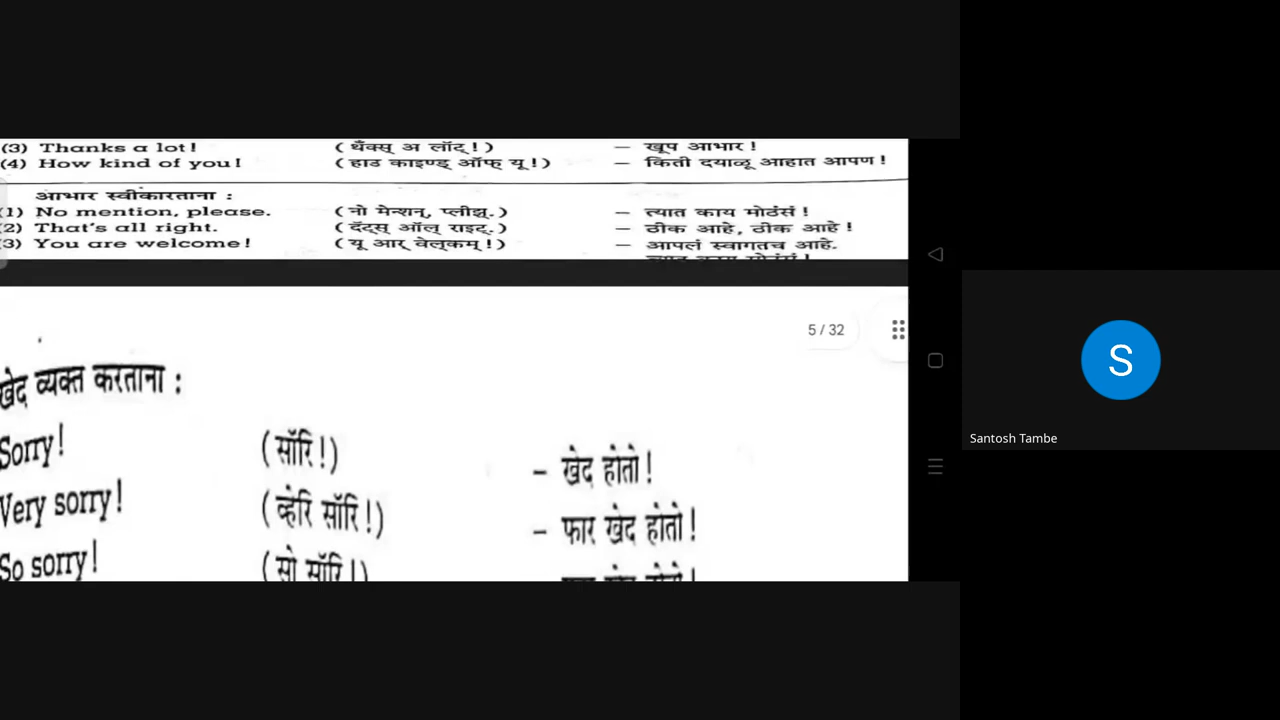 (3) Thanks a lot! (थँक्स् अ लॉट्!) – खूप आभार!
(4) How kind of you! (हाउ काइण्ड् ऑफ् यू!) – किती दयाळू आहात आपण!
आभार स्वीकारताना :
(1) No mention, please. (नो मेन्शन्, प्लीझ्.) – त्यात काय मोठंसं!
(2) That's all right. (दॅट्स् ऑल् राइट्.) – ठीक आहे, ठीक आहे!
(3) You are welcome! (यू आर् वेल्कम्!) – आपलं स्वागतच आहे.
5 / 32
खेद व्यक्त करताना :
Sorry! (सॉरि!) – खेद होतो!
Very sorry! (व्हेरि सॉरि!) – फार खेद होतो!
So sorry! (सो सॉरि!)
S
Santosh Tambe